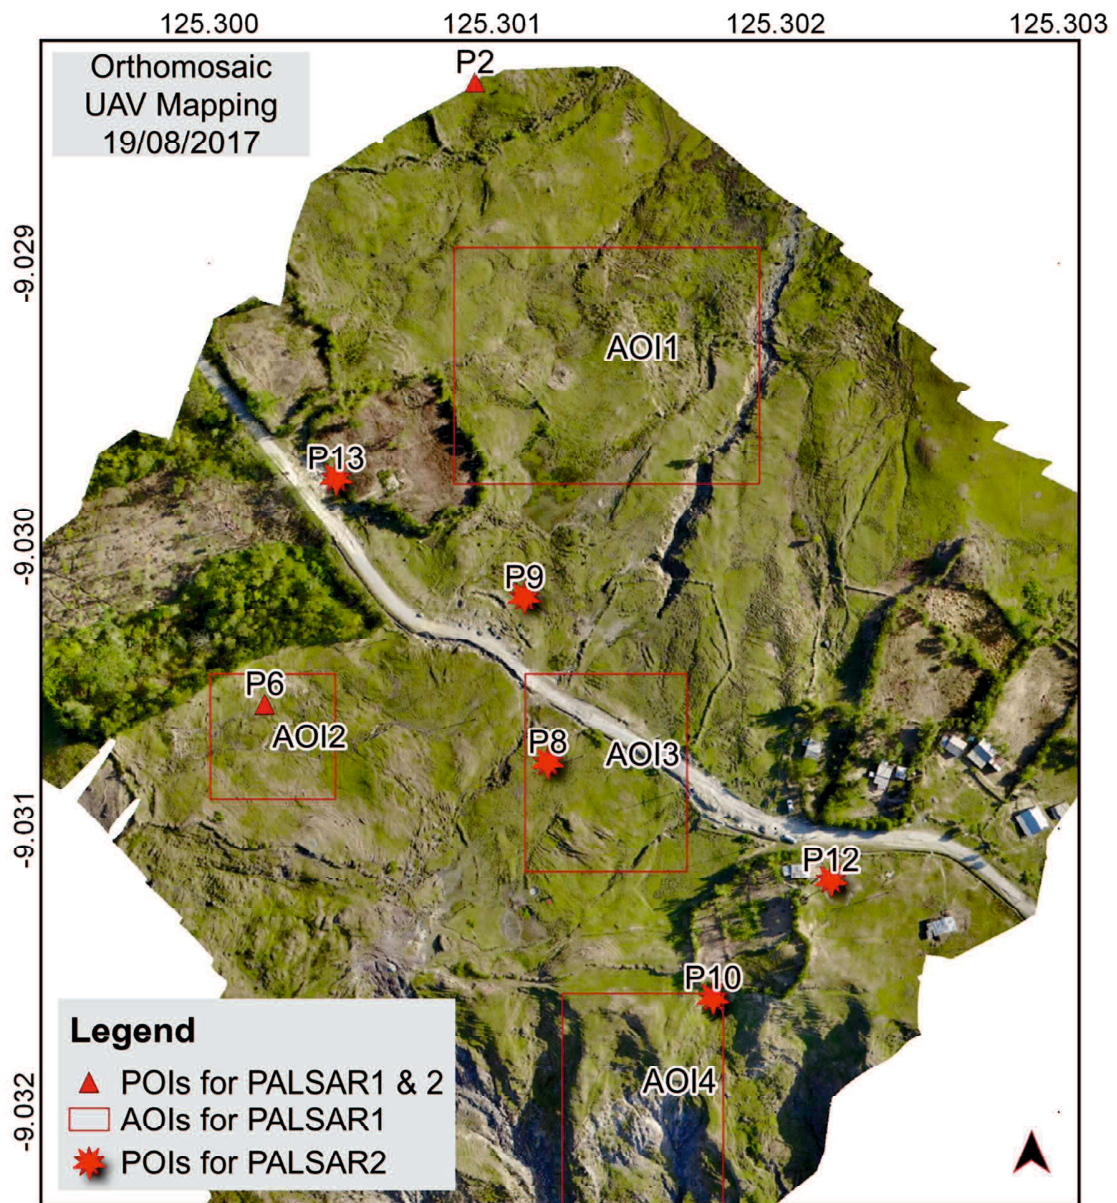 125.300 125.301 125.302 125.303
Orthomosaic
UAV Mapping
19/08/2017
P2
-9.029
AOI1
P13
-9.030
P9
P6
AOI2
P8
AOI3
-9.031
P12
P10
AOI4
-9.032
Legend
POIs for PALSAR1 & 2
AOIs for PALSAR1
POIs for PALSAR2